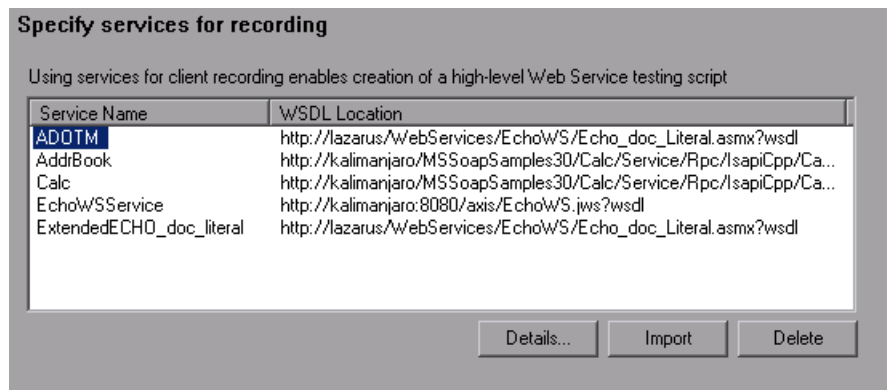 Specify services for recording
Using services for client recording enables creation of a high-level Web Service testing script
Service Name WSDL Location
ADOTM http://lazarus/WebServices/EchoWS/Echo_doc_Literal.asmx?wsdl
AddrBook http://kalimanjaro/MSSoapSamples30/Calc/Service/Rpc/IsapiCpp/Ca...
Calc http://kalimanjaro/MSSoapSamples30/Calc/Service/Rpc/IsapiCpp/Ca...
EchoWSService http://kalimanjaro:8080/axis/EchoWS.jws?wsdl
ExtendedECHO_doc_literal http://lazarus/WebServices/EchoWS/Echo_doc_Literal.asmx?wsdl
Details... Import Delete